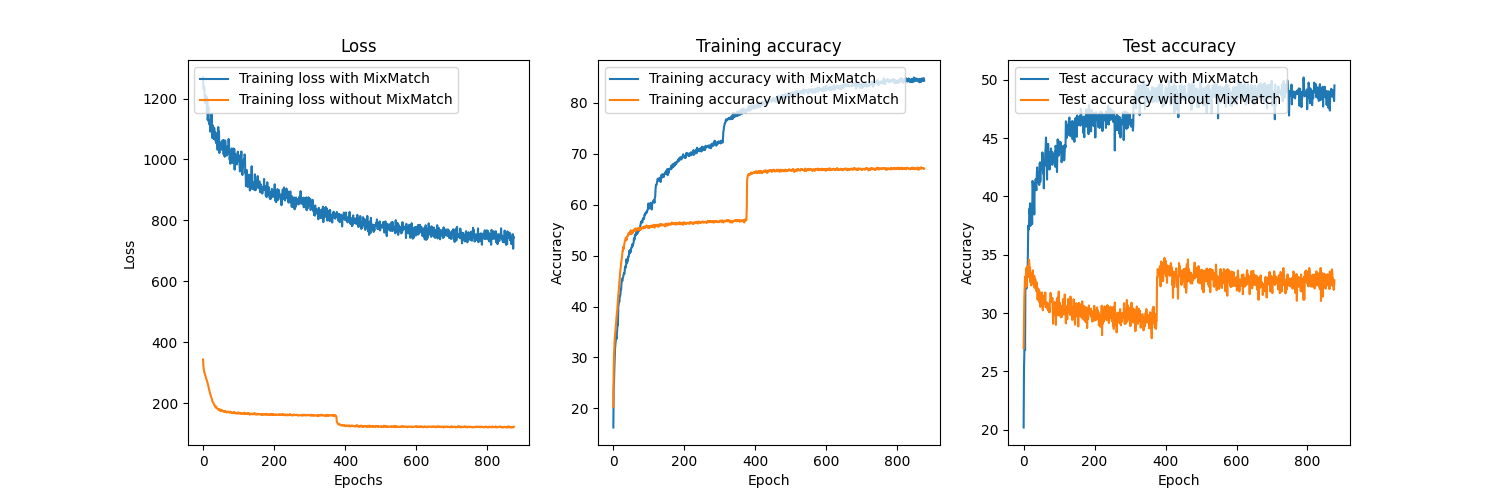 Loss
Training loss with MixMatch
Training loss without MixMatch
1200
1000
800
600
400
200
Loss
0 200 400 600 800
Epochs
Training accuracy
Training accuracy with MixMatch
Training accuracy without MixMatch
80
70
60
50
40
30
20
Accuracy
0 200 400 600 800
Epoch
Test accuracy
Test accuracy with MixMatch
Test accuracy without MixMatch
50
45
40
35
30
25
20
Accuracy
0 200 400 600 800
Epoch